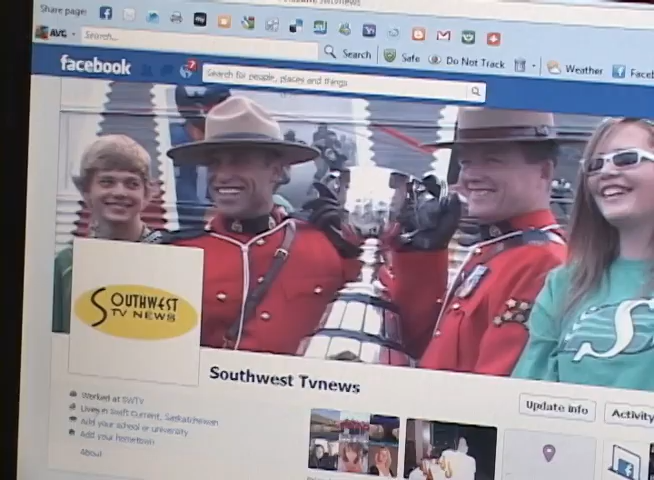 Share page:
AVG Search... Search Safe Do Not Track Weather
facebook 7 Search for people, places and things
SOUTHWEST
TV NEWS
S
Southwest Tvnews
Update Info Activity
Worked at SWTV
Lives in Swift Current, Saskatchewan
Add your school or university
Add your hometown
About